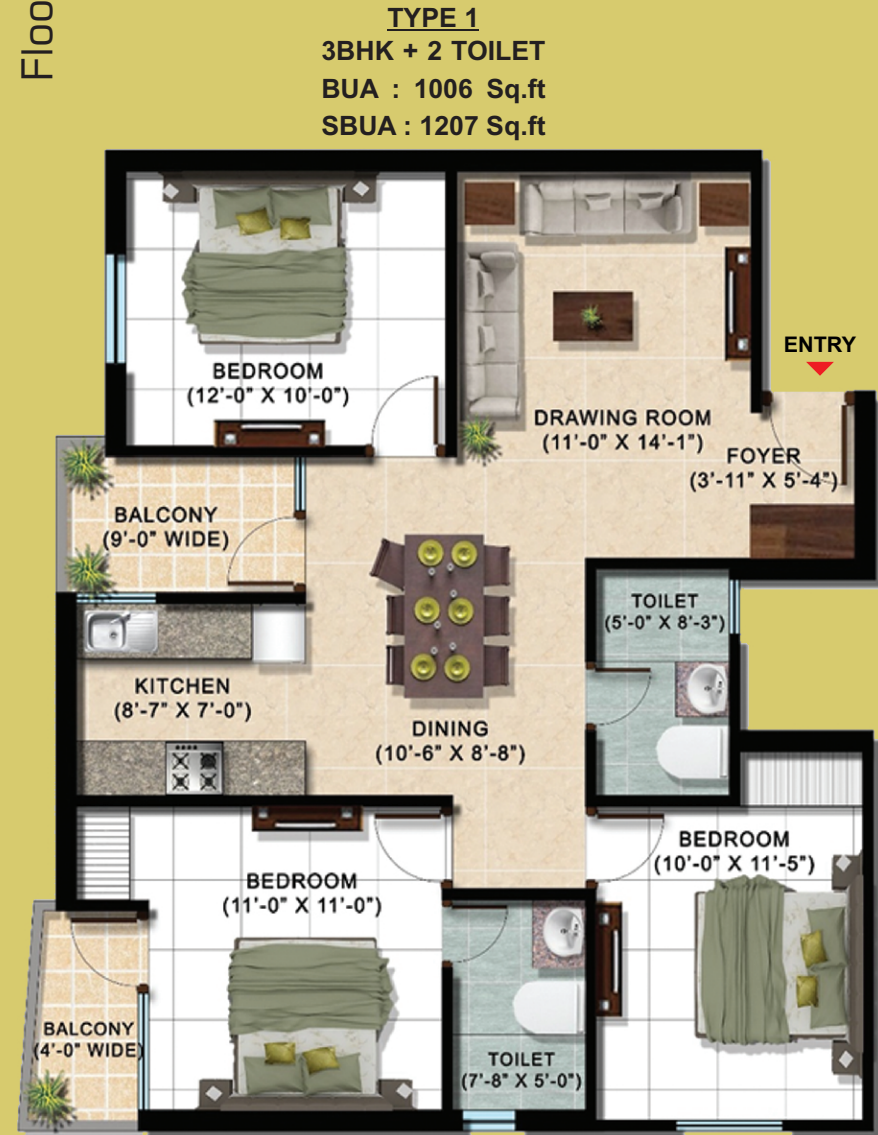 Floo
TYPE 1
3BHK + 2 TOILET
BUA : 1006 Sq.ft
SBUA : 1207 Sq.ft
ENTRY
BEDROOM
(12'-0" X 10'-0")
DRAWING ROOM
(11'-0" X 14'-1")
FOYER
(3'-11" X 5'-4")
BALCONY
(9'-0" WIDE)
TOILET
(5'-0" X 8'-3")
KITCHEN
(8'-7" X 7'-0")
DINING
(10'-6" X 8'-8")
BEDROOM
(10'-0" X 11'-5")
BEDROOM
(11'-0" X 11'-0")
BALCONY
(4'-0" WIDE)
TOILET
(7'-8" X 5'-0")